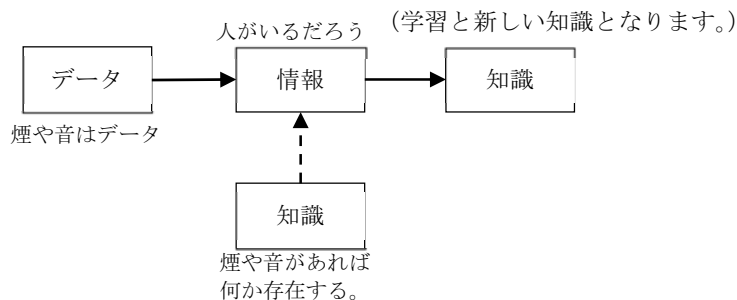 人がいるだろう
（学習と新しい知識となります。）
データ
情報
知識
煙や音はデータ
知識
煙や音があれば
何か存在する。